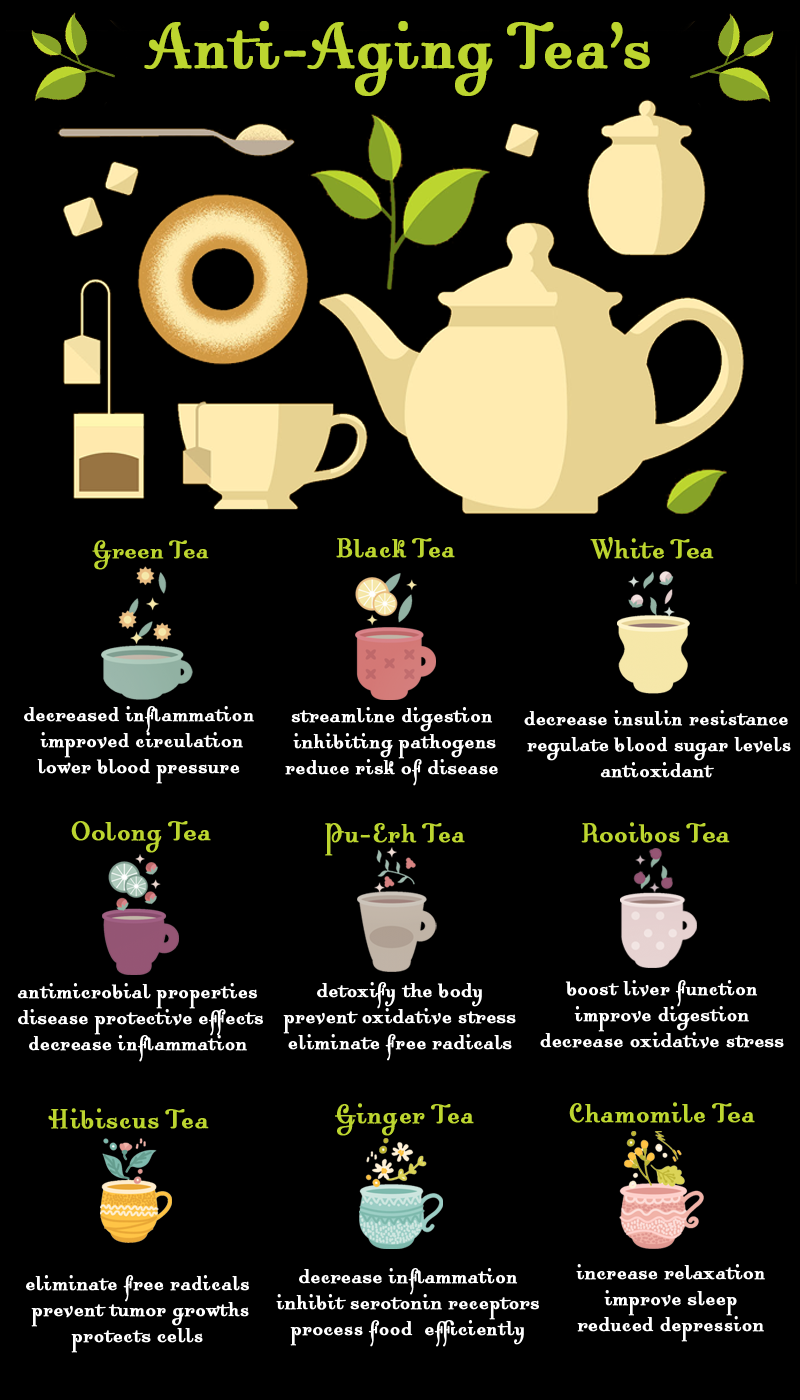 Anti-Aging Tea's
Green Tea
decreased inflammation
improved circulation
lower blood pressure
Black Tea
streamline digestion
inhibiting pathogens
reduce risk of disease
White Tea
decrease insulin resistance
regulate blood sugar levels
antioxidant
Oolong Tea
antimicrobial properties
disease protective effects
decrease inflammation
Pu-Erh Tea
detoxify the body
prevent oxidative stress
eliminate free radicals
Rooibos Tea
boost liver function
improve digestion
decrease oxidative stress
Hibiscus Tea
eliminate free radicals
prevent tumor growths
protects cells
Ginger Tea
decrease inflammation
inhibit serotonin receptors
process food efficiently
Chamomile Tea
increase relaxation
improve sleep
reduced depression